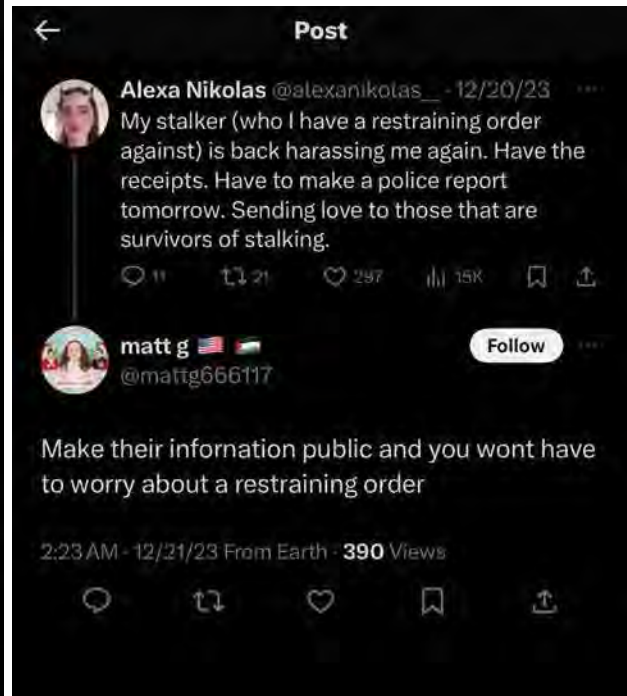 Post
Alexa Nikolas @alexanikolas__ · 12/20/23
My stalker (who I have a restraining order
against) is back harassing me again. Have the
receipts. Have to make a police report
tomorrow. Sending love to those that are
survivors of stalking.
11 21 297 15K
matt g
Follow
@mattg666117
Make their infornation public and you wont have
to worry about a restraining order
2:23 AM · 12/21/23 From Earth · 390 Views